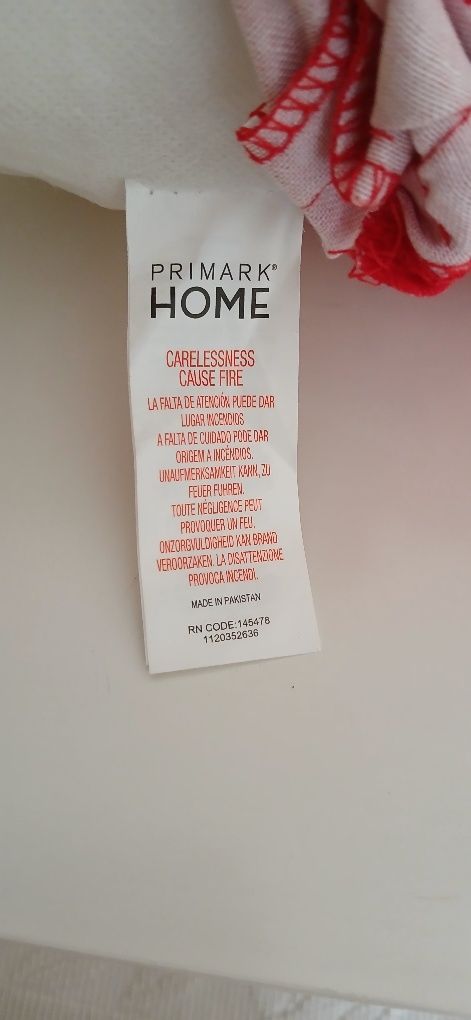 PRIMARK®
HOME
CARELESSNESS
CAUSE FIRE
LA FALTA DE ATENCIÓN PUEDE DAR
LUGAR INCENDIOS
A FALTA DE CUIDADO PODE DAR
ORIGEM A INCÊNDIOS.
UNAUFMERKSAMKEIT KANN, ZU
FEUER FUHREN.
TOUTE NÉGLIGENCE PEUT
PROVOQUER UN FEU.
ONZORGVULDIGHEID KAN BRAND
VEROORZAKEN. LA DISATTENZIONE
PROVOCA INCENDI.
MADE IN PAKISTAN
RN CODE:145478
1120352636